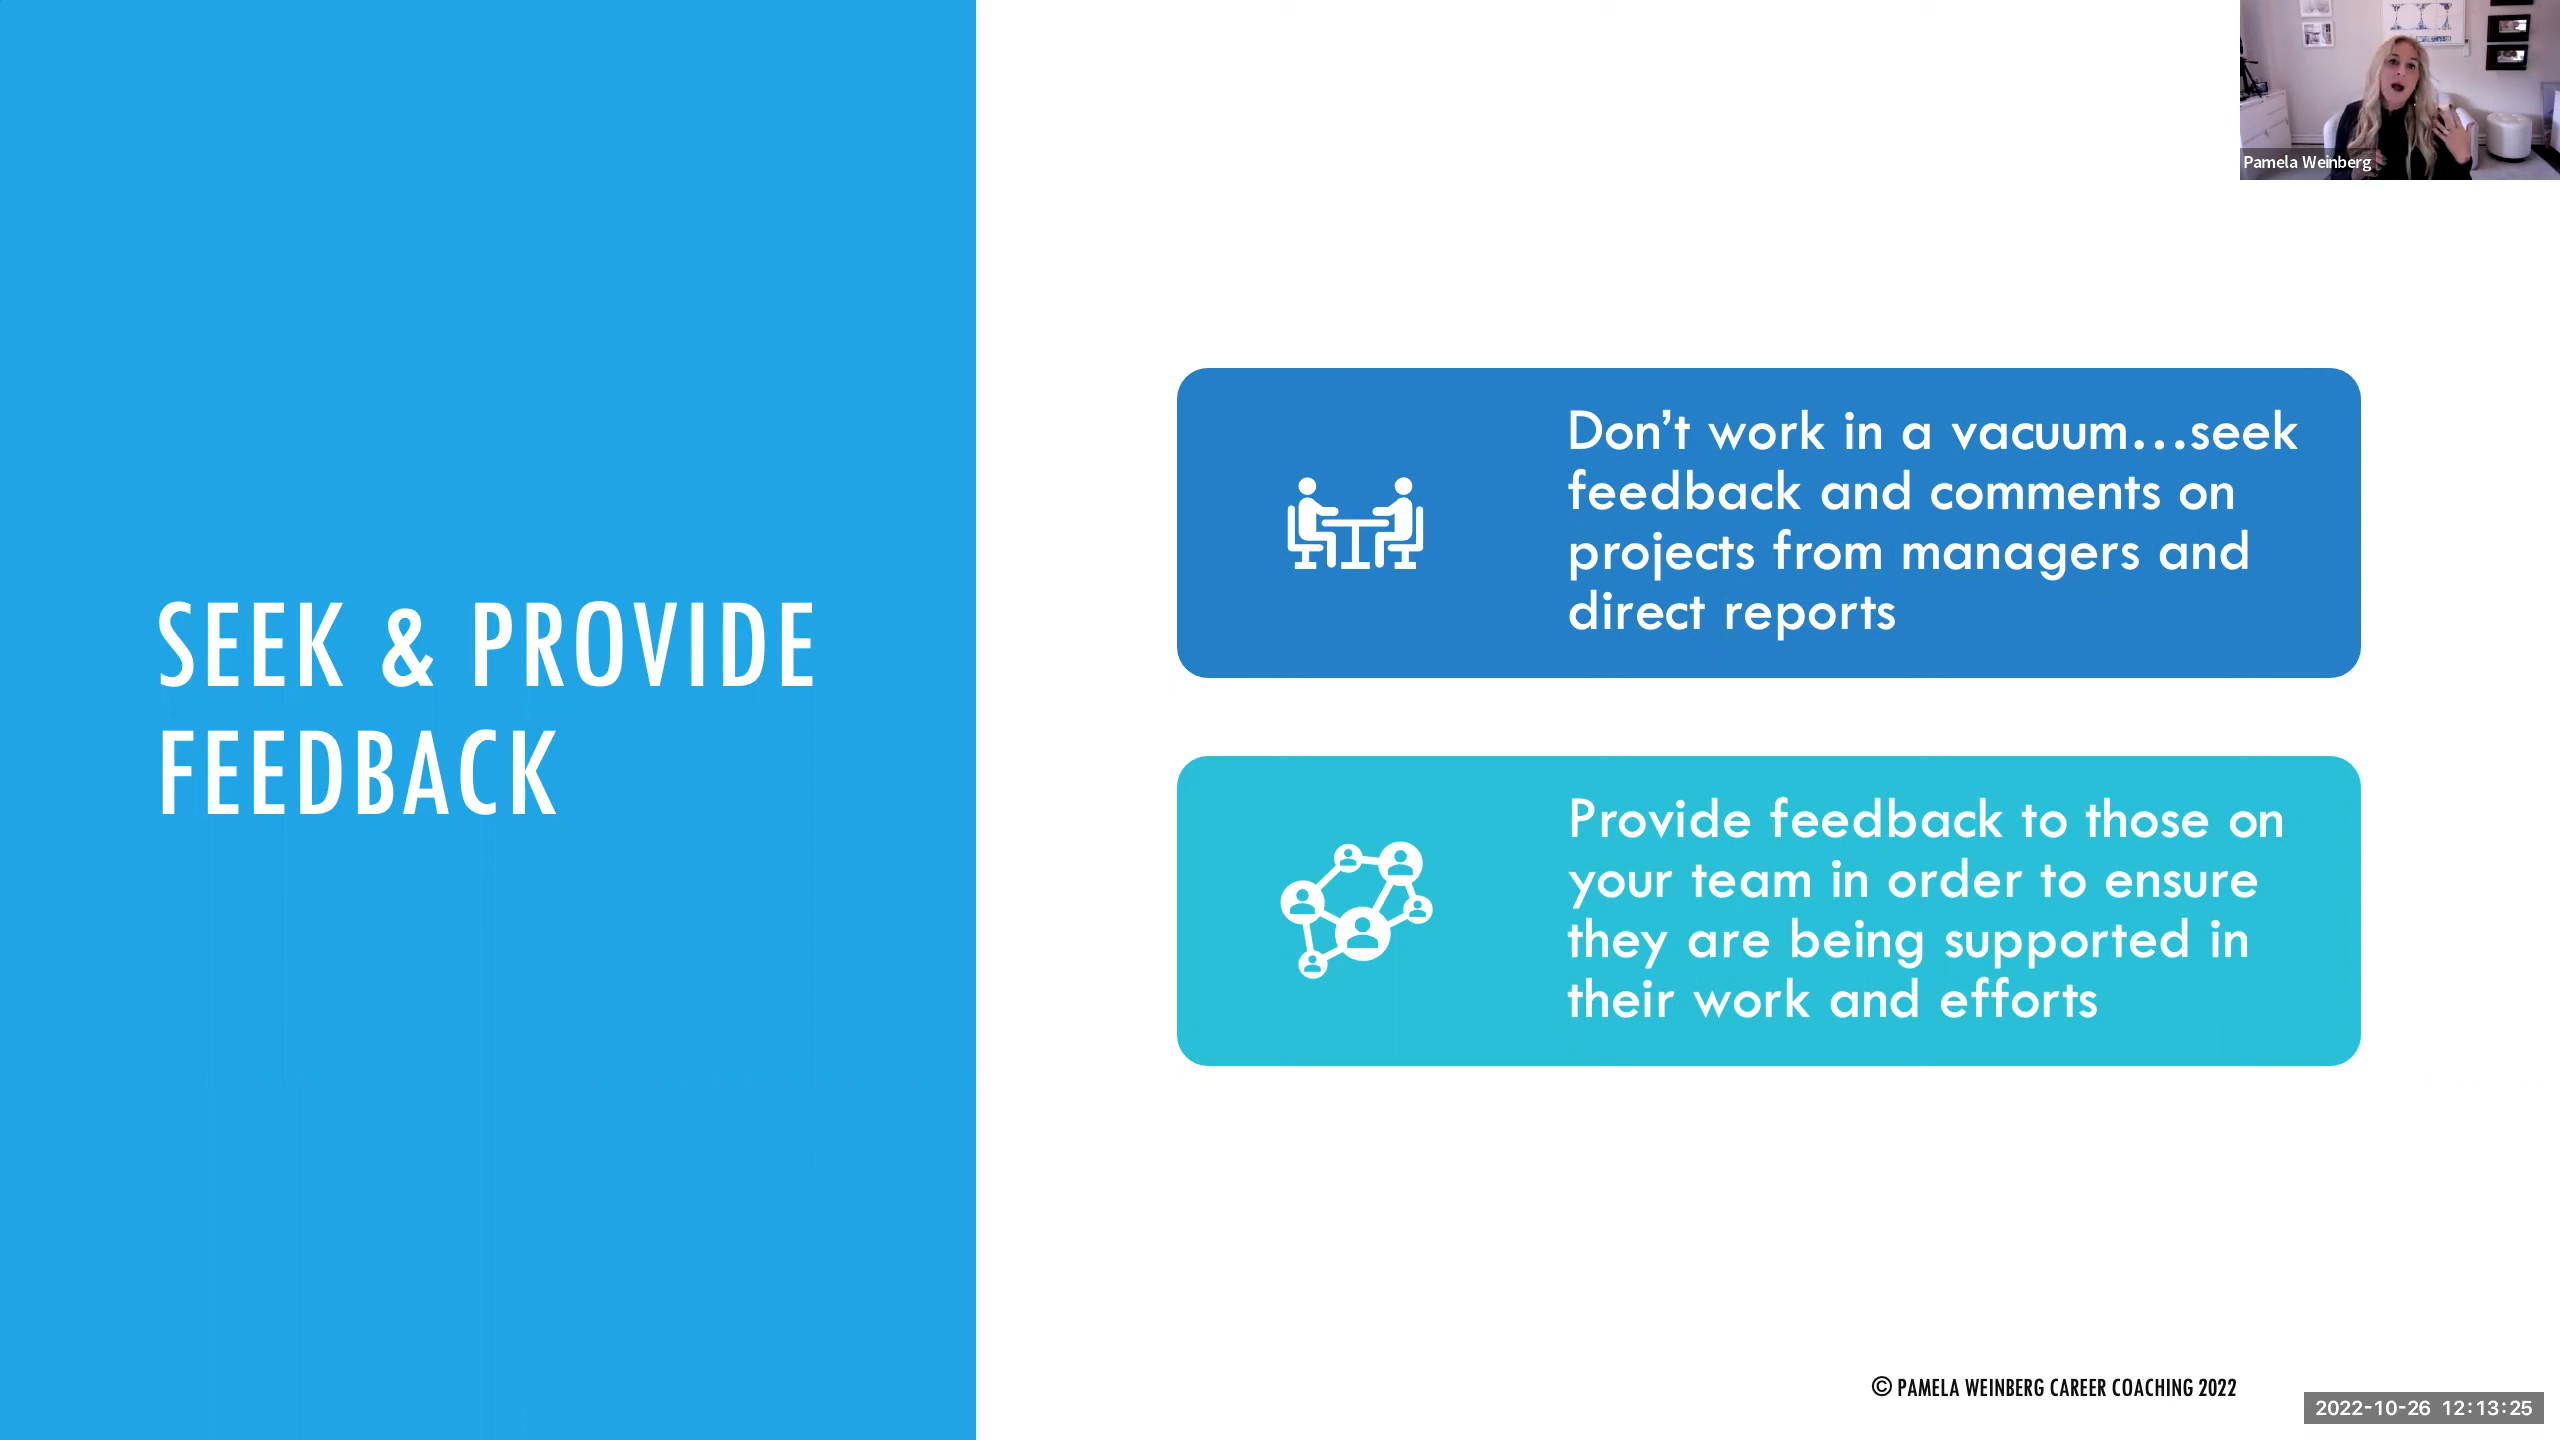 SEEK & PROVIDE
FEEDBACK
Don’t work in a vacuum…seek
feedback and comments on
projects from managers and
direct reports
Provide feedback to those on
your team in order to ensure
they are being supported in
their work and efforts
Pamela Weinberg
© PAMELA WEINBERG CAREER COACHING 2022
2022-10-26 12:13:25